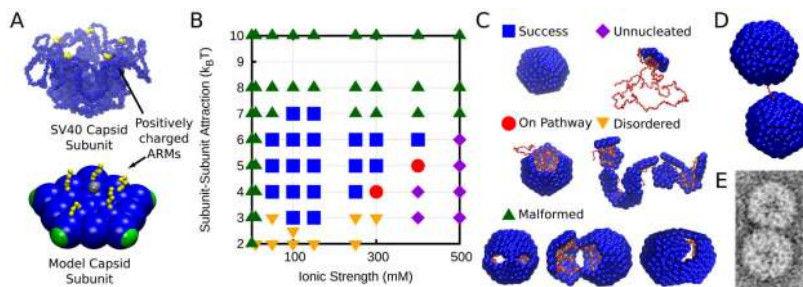 A
SV40 Capsid
Subunit
Positively
charged
ARMs
Model Capsid
Subunit
B
Subunit-Subunit Attraction (kBT)
10
9
8
7
6
5
4
3
2
100
300
500
Ionic Strength (mM)
C
Success
Unnucleated
On Pathway
Disordered
Malformed
D
E